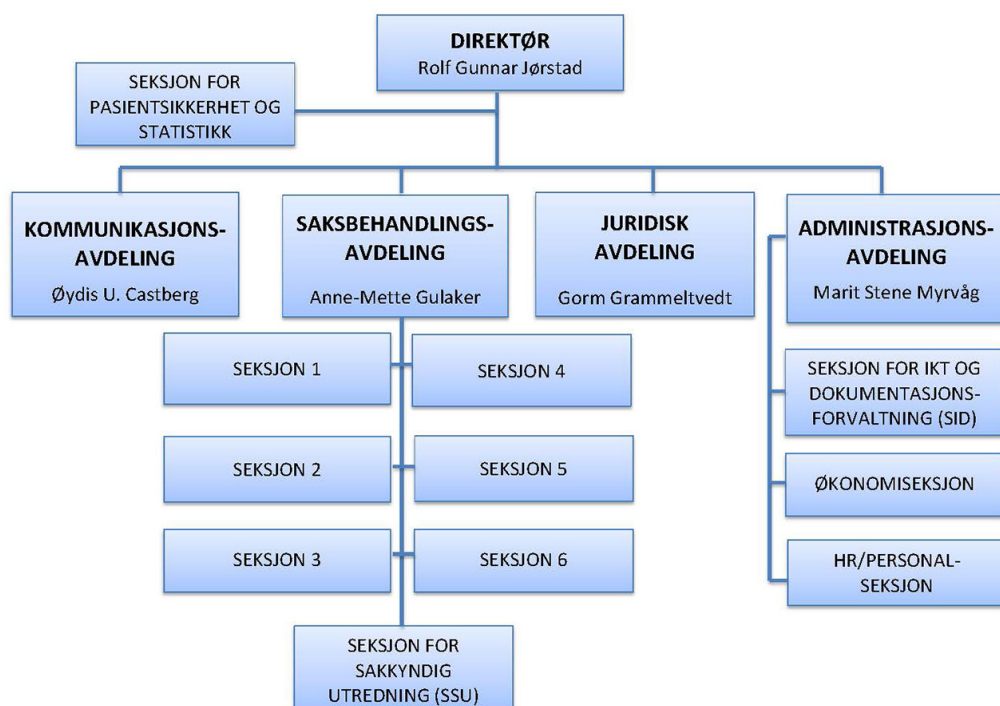 DIREKTØR
Rolf Gunnar Jørstad
SEKSJON FOR
PASIENTSIKKERHET OG
STATISTIKK
KOMMUNIKASJONS-
AVDELING
Øydis U. Castberg
SAKSBEHANDLINGS-
AVDELING
Anne-Mette Gulaker
JURIDISK
AVDELING
Gorm Grammeltvedt
ADMINISTRASJONS-
AVDELING
Marit Stene Myrvåg
SEKSJON 1
SEKSJON 4
SEKSJON 2
SEKSJON 5
SEKSJON 3
SEKSJON 6
SEKSJON FOR
SAKKYNDIG
UTREDNING (SSU)
SEKSJON FOR IKT OG
DOKUMENTASJONS-
FORVALTNING (SID)
ØKONOMISEKSJON
HR/PERSONAL-
SEKSJON